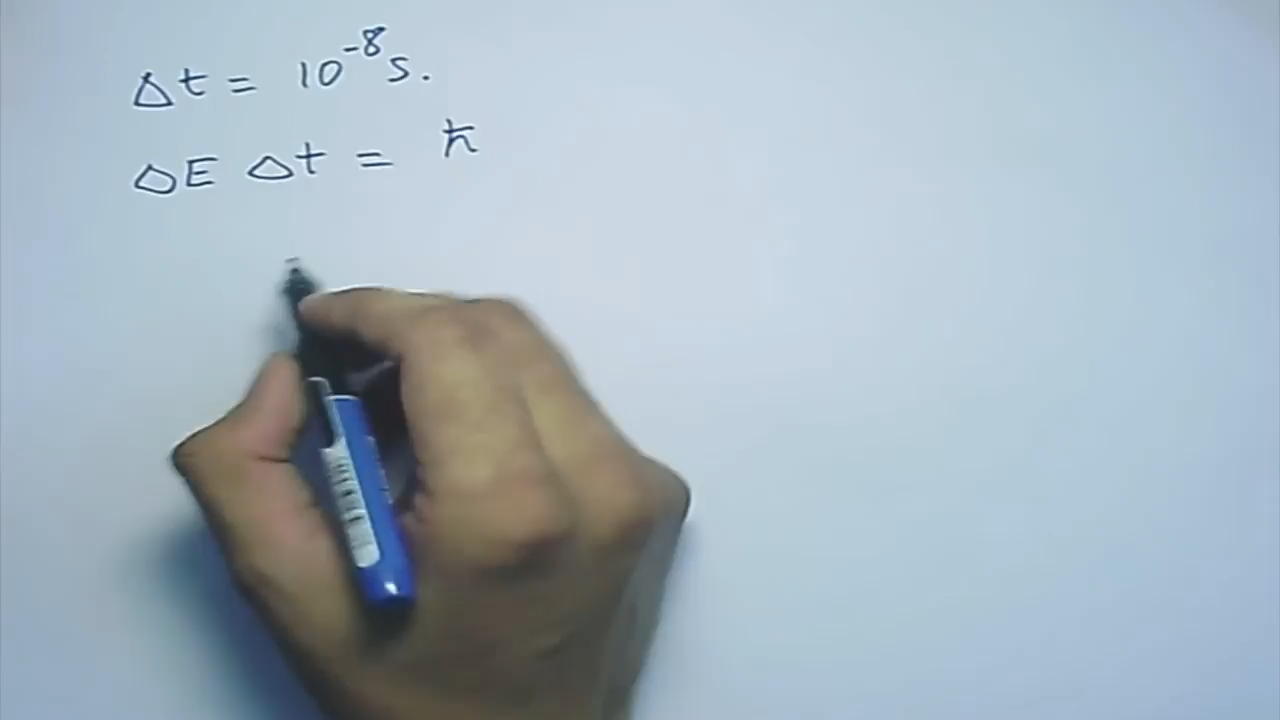 Δt = 10⁻⁸ s.
ΔE Δt = ℏ